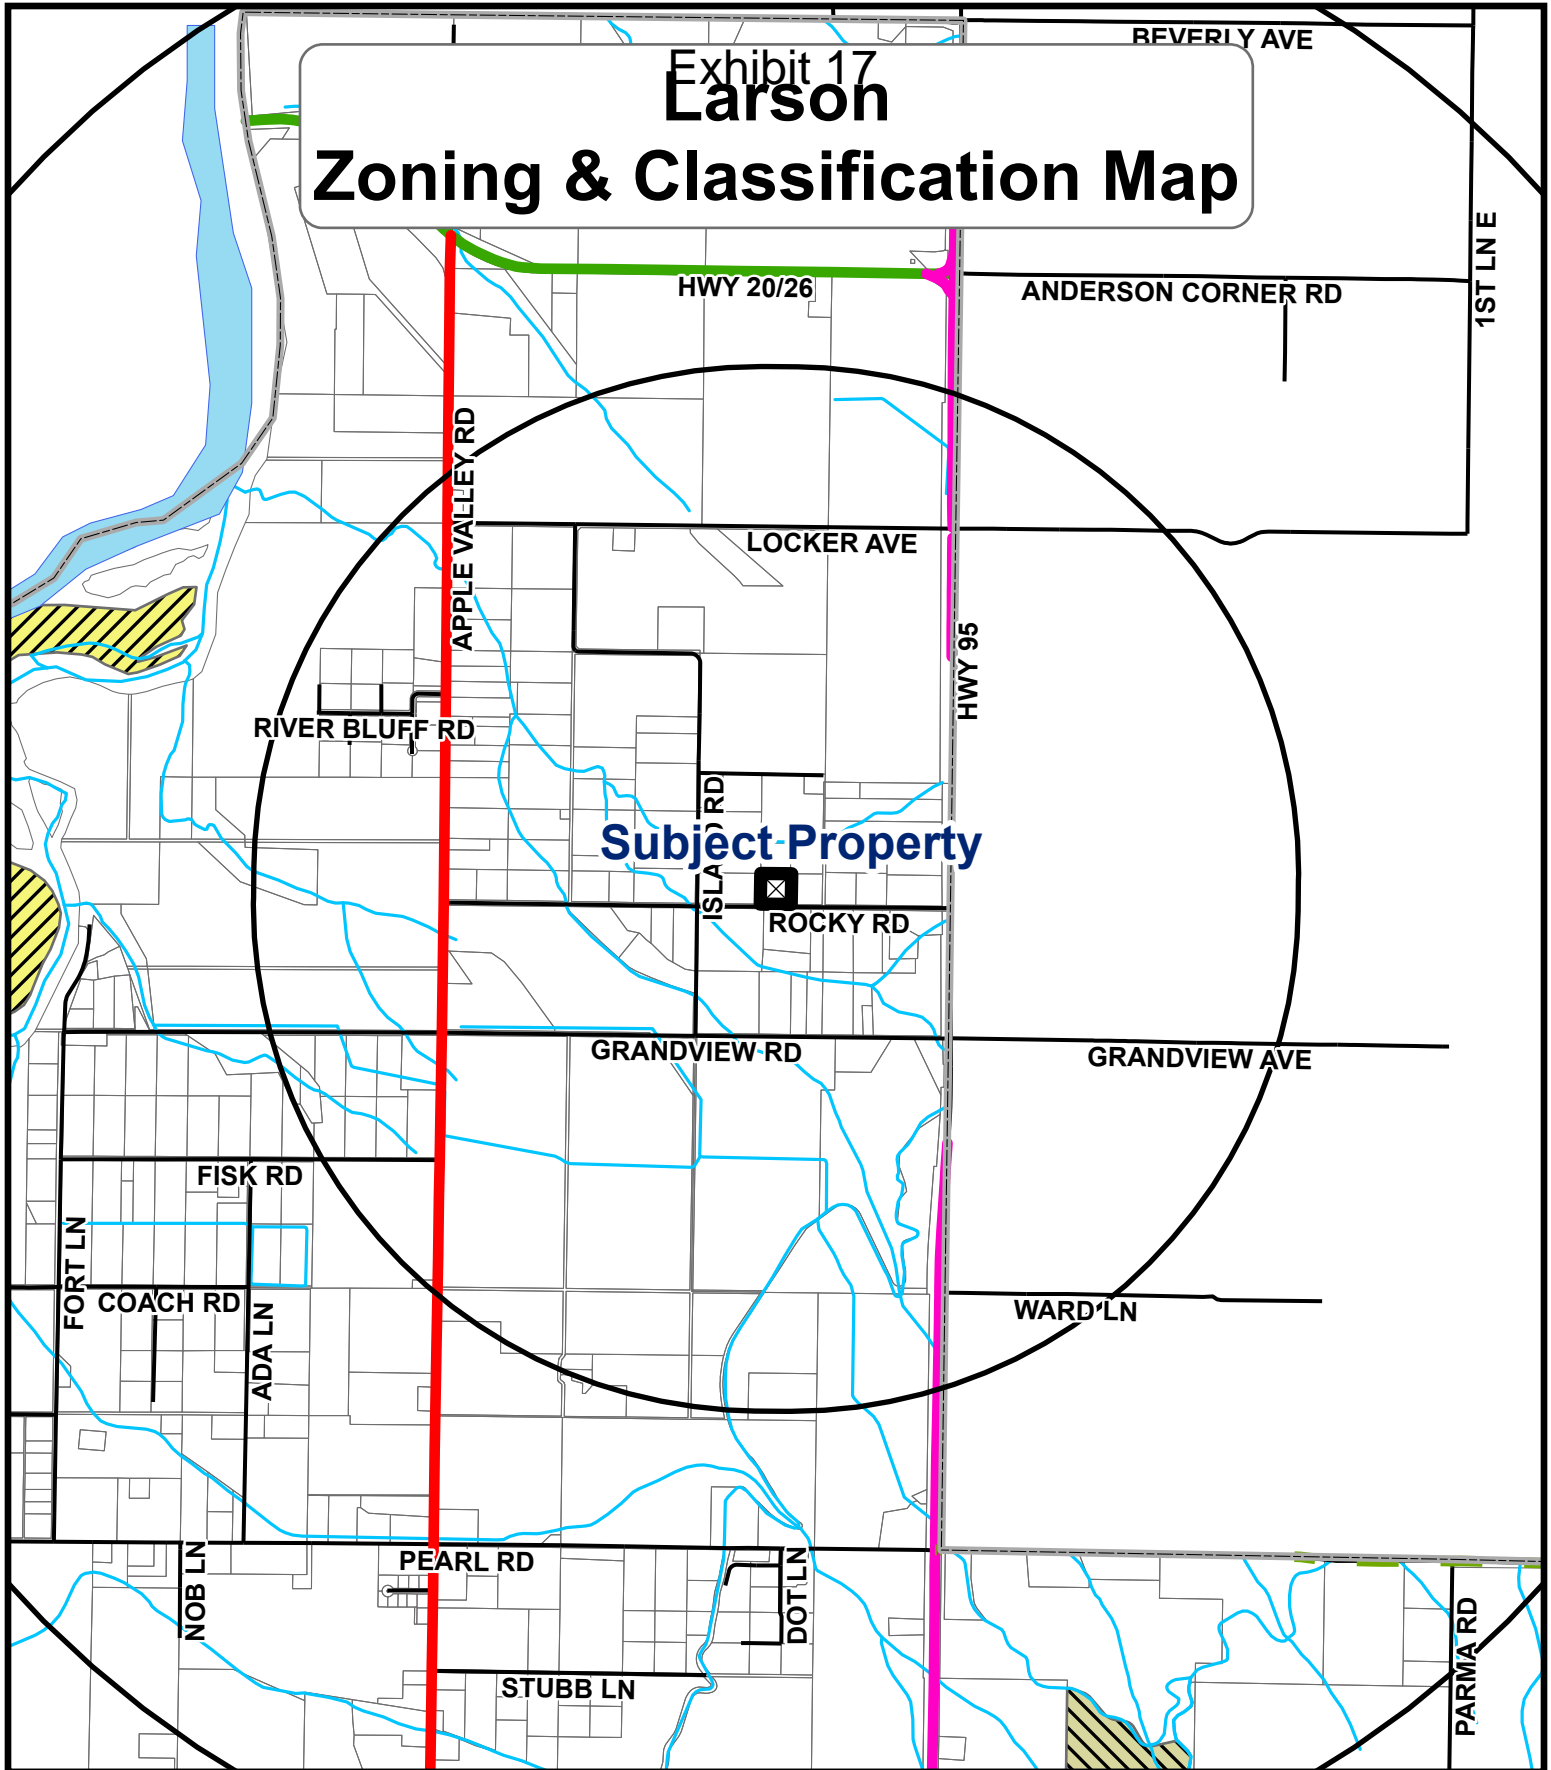 BEVERLY AVE
Exhibit 17
Larson
Zoning & Classification Map
1ST LN E
HWY 20/26
ANDERSON CORNER RD
APPLE VALLEY RD
LOCKER AVE
HWY 95
RIVER BLUFF RD
ISLAND RD
Subject Property
ROCKY RD
GRANDVIEW RD
GRANDVIEW AVE
FISK RD
FORT LN
COACH RD
ADA LN
WARD LN
NOB LN
PEARL RD
DOT LN
STUBB LN
PARMA RD